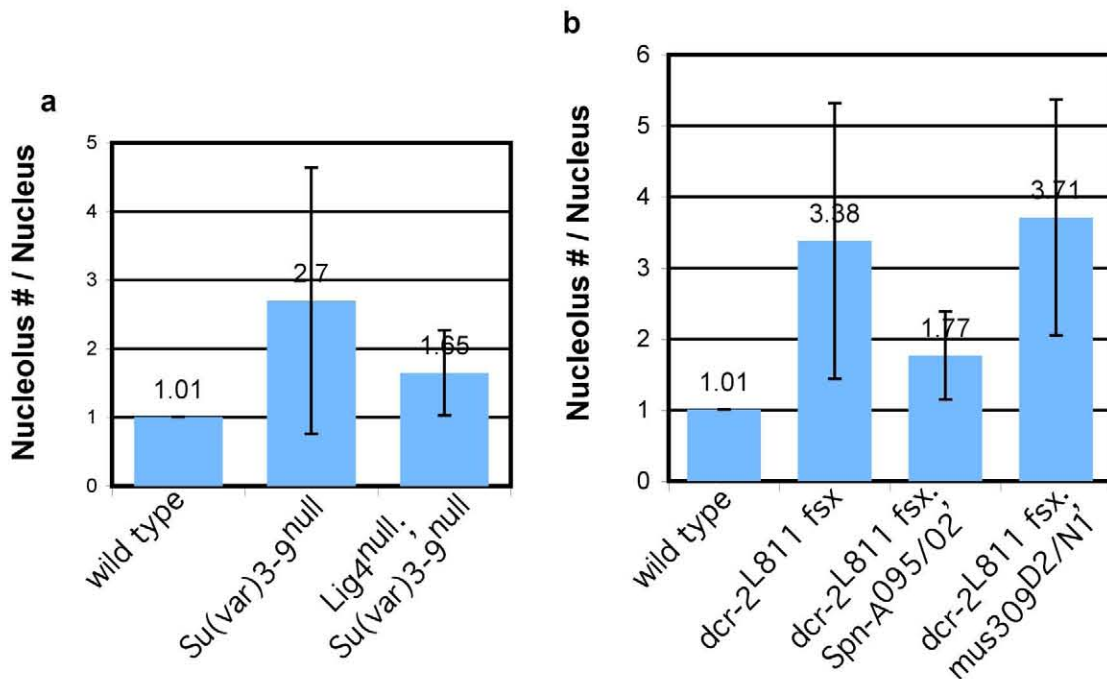 a
Nucleolus # / Nucleus
5
4
3
2
1
0
1.01
2.7
1.65
wild type
Su(var)3-9null
Lig4null.;
Su(var)3-9null
b
Nucleolus # / Nucleus
6
5
4
3
2
1
0
1.01
3.38
1.77
3.71
wild type
dcr-2L811 fsx
dcr-2L811 fsx.;
Spn-A095/02
dcr-2L811 fsx.;
mus309D2/N1